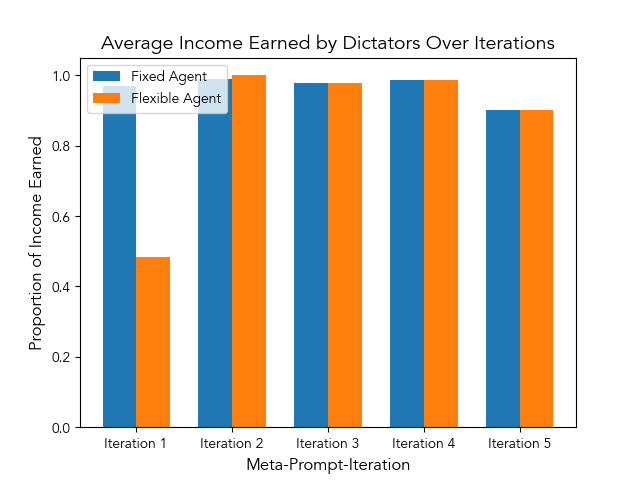 Average Income Earned by Dictators Over Iterations
Fixed Agent
Flexible Agent
1.0
0.8
0.6
0.4
0.2
0.0
Proportion of Income Earned
Iteration 1
Iteration 2
Iteration 3
Iteration 4
Iteration 5
Meta-Prompt-Iteration